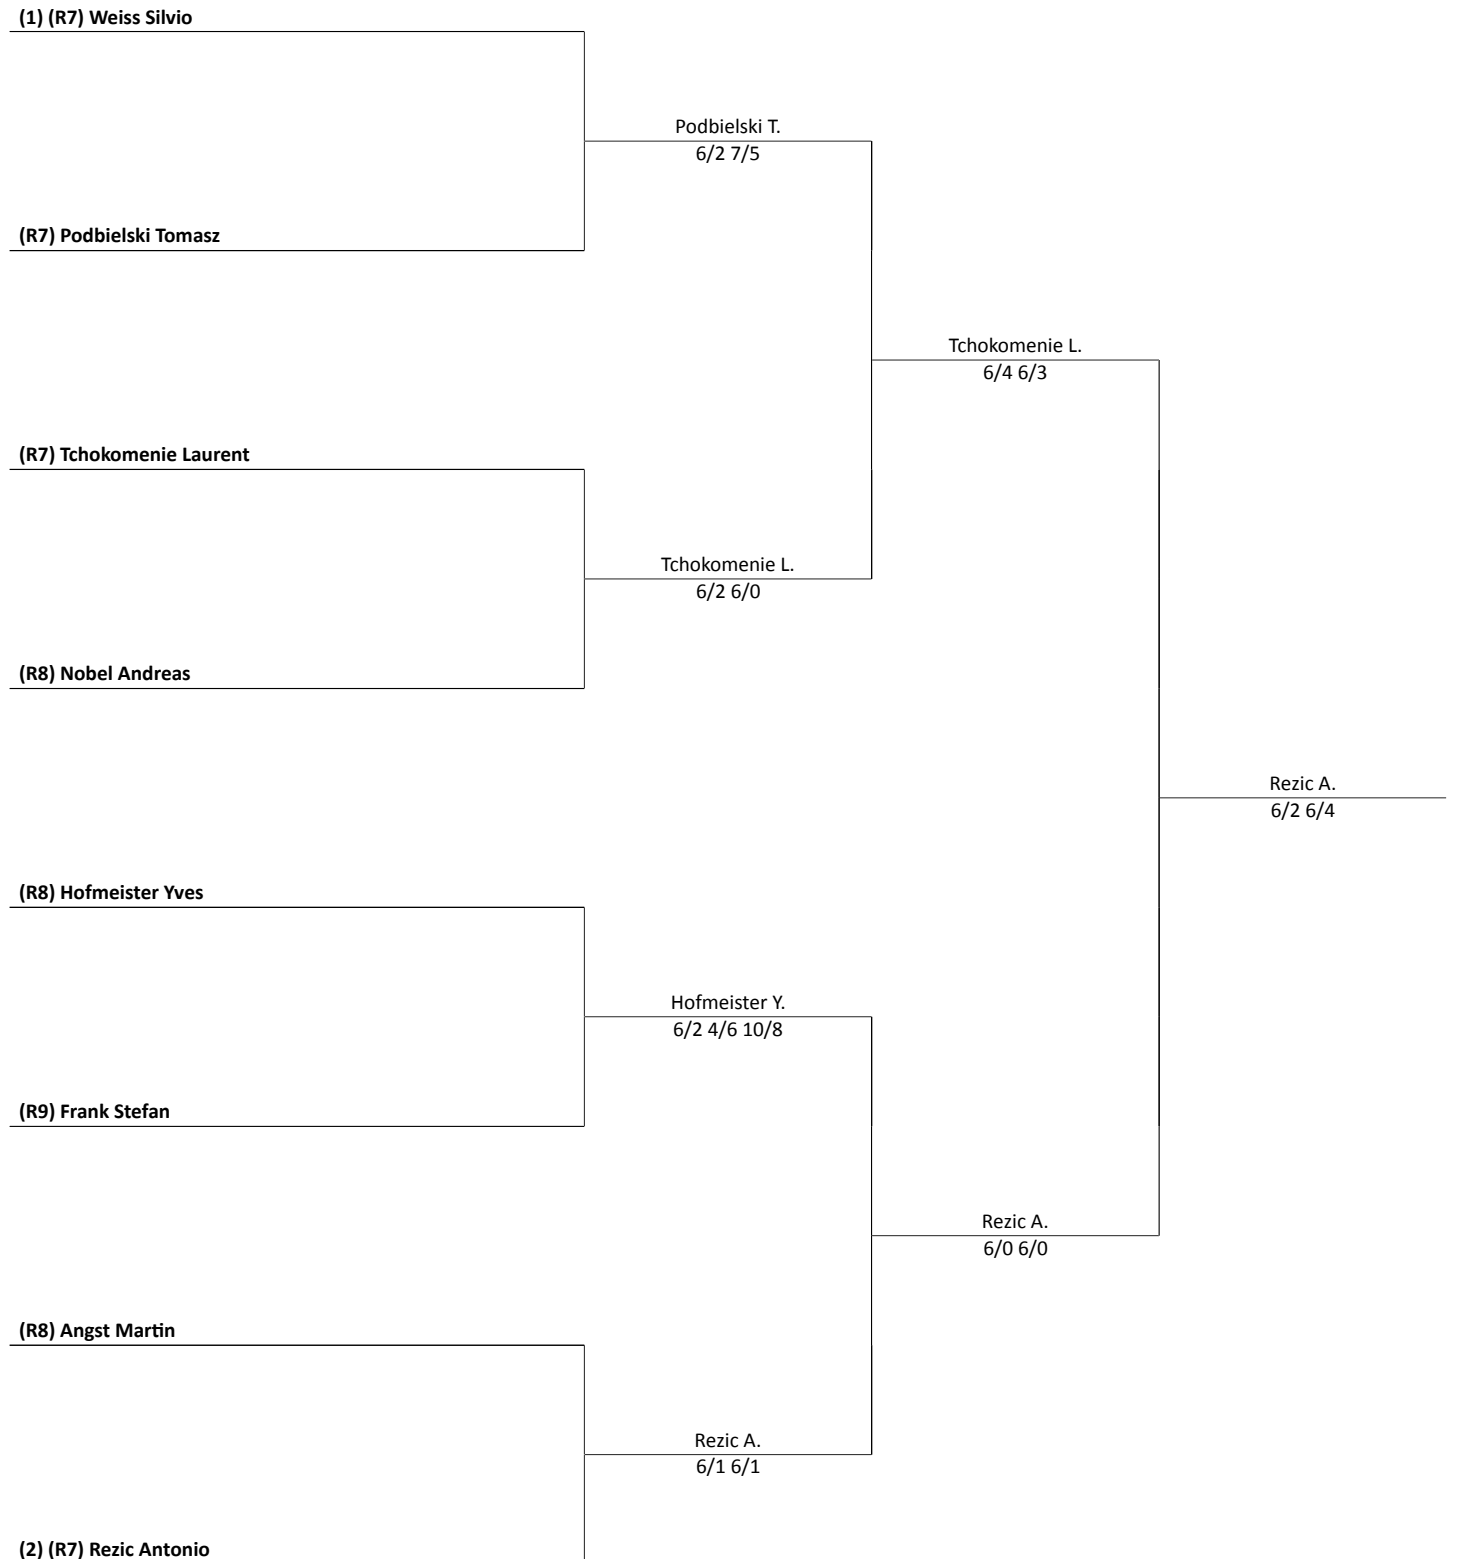 (1) (R7) Weiss Silvio
Podbielski T.
6/2 7/5
(R7) Podbielski Tomasz
Tchokomenie L.
6/4 6/3
(R7) Tchokomenie Laurent
Tchokomenie L.
6/2 6/0
(R8) Nobel Andreas
Rezic A.
6/2 6/4
(R8) Hofmeister Yves
Hofmeister Y.
6/2 4/6 10/8
(R9) Frank Stefan
Rezic A.
6/0 6/0
(R8) Angst Martin
Rezic A.
6/1 6/1
(2) (R7) Rezic Antonio